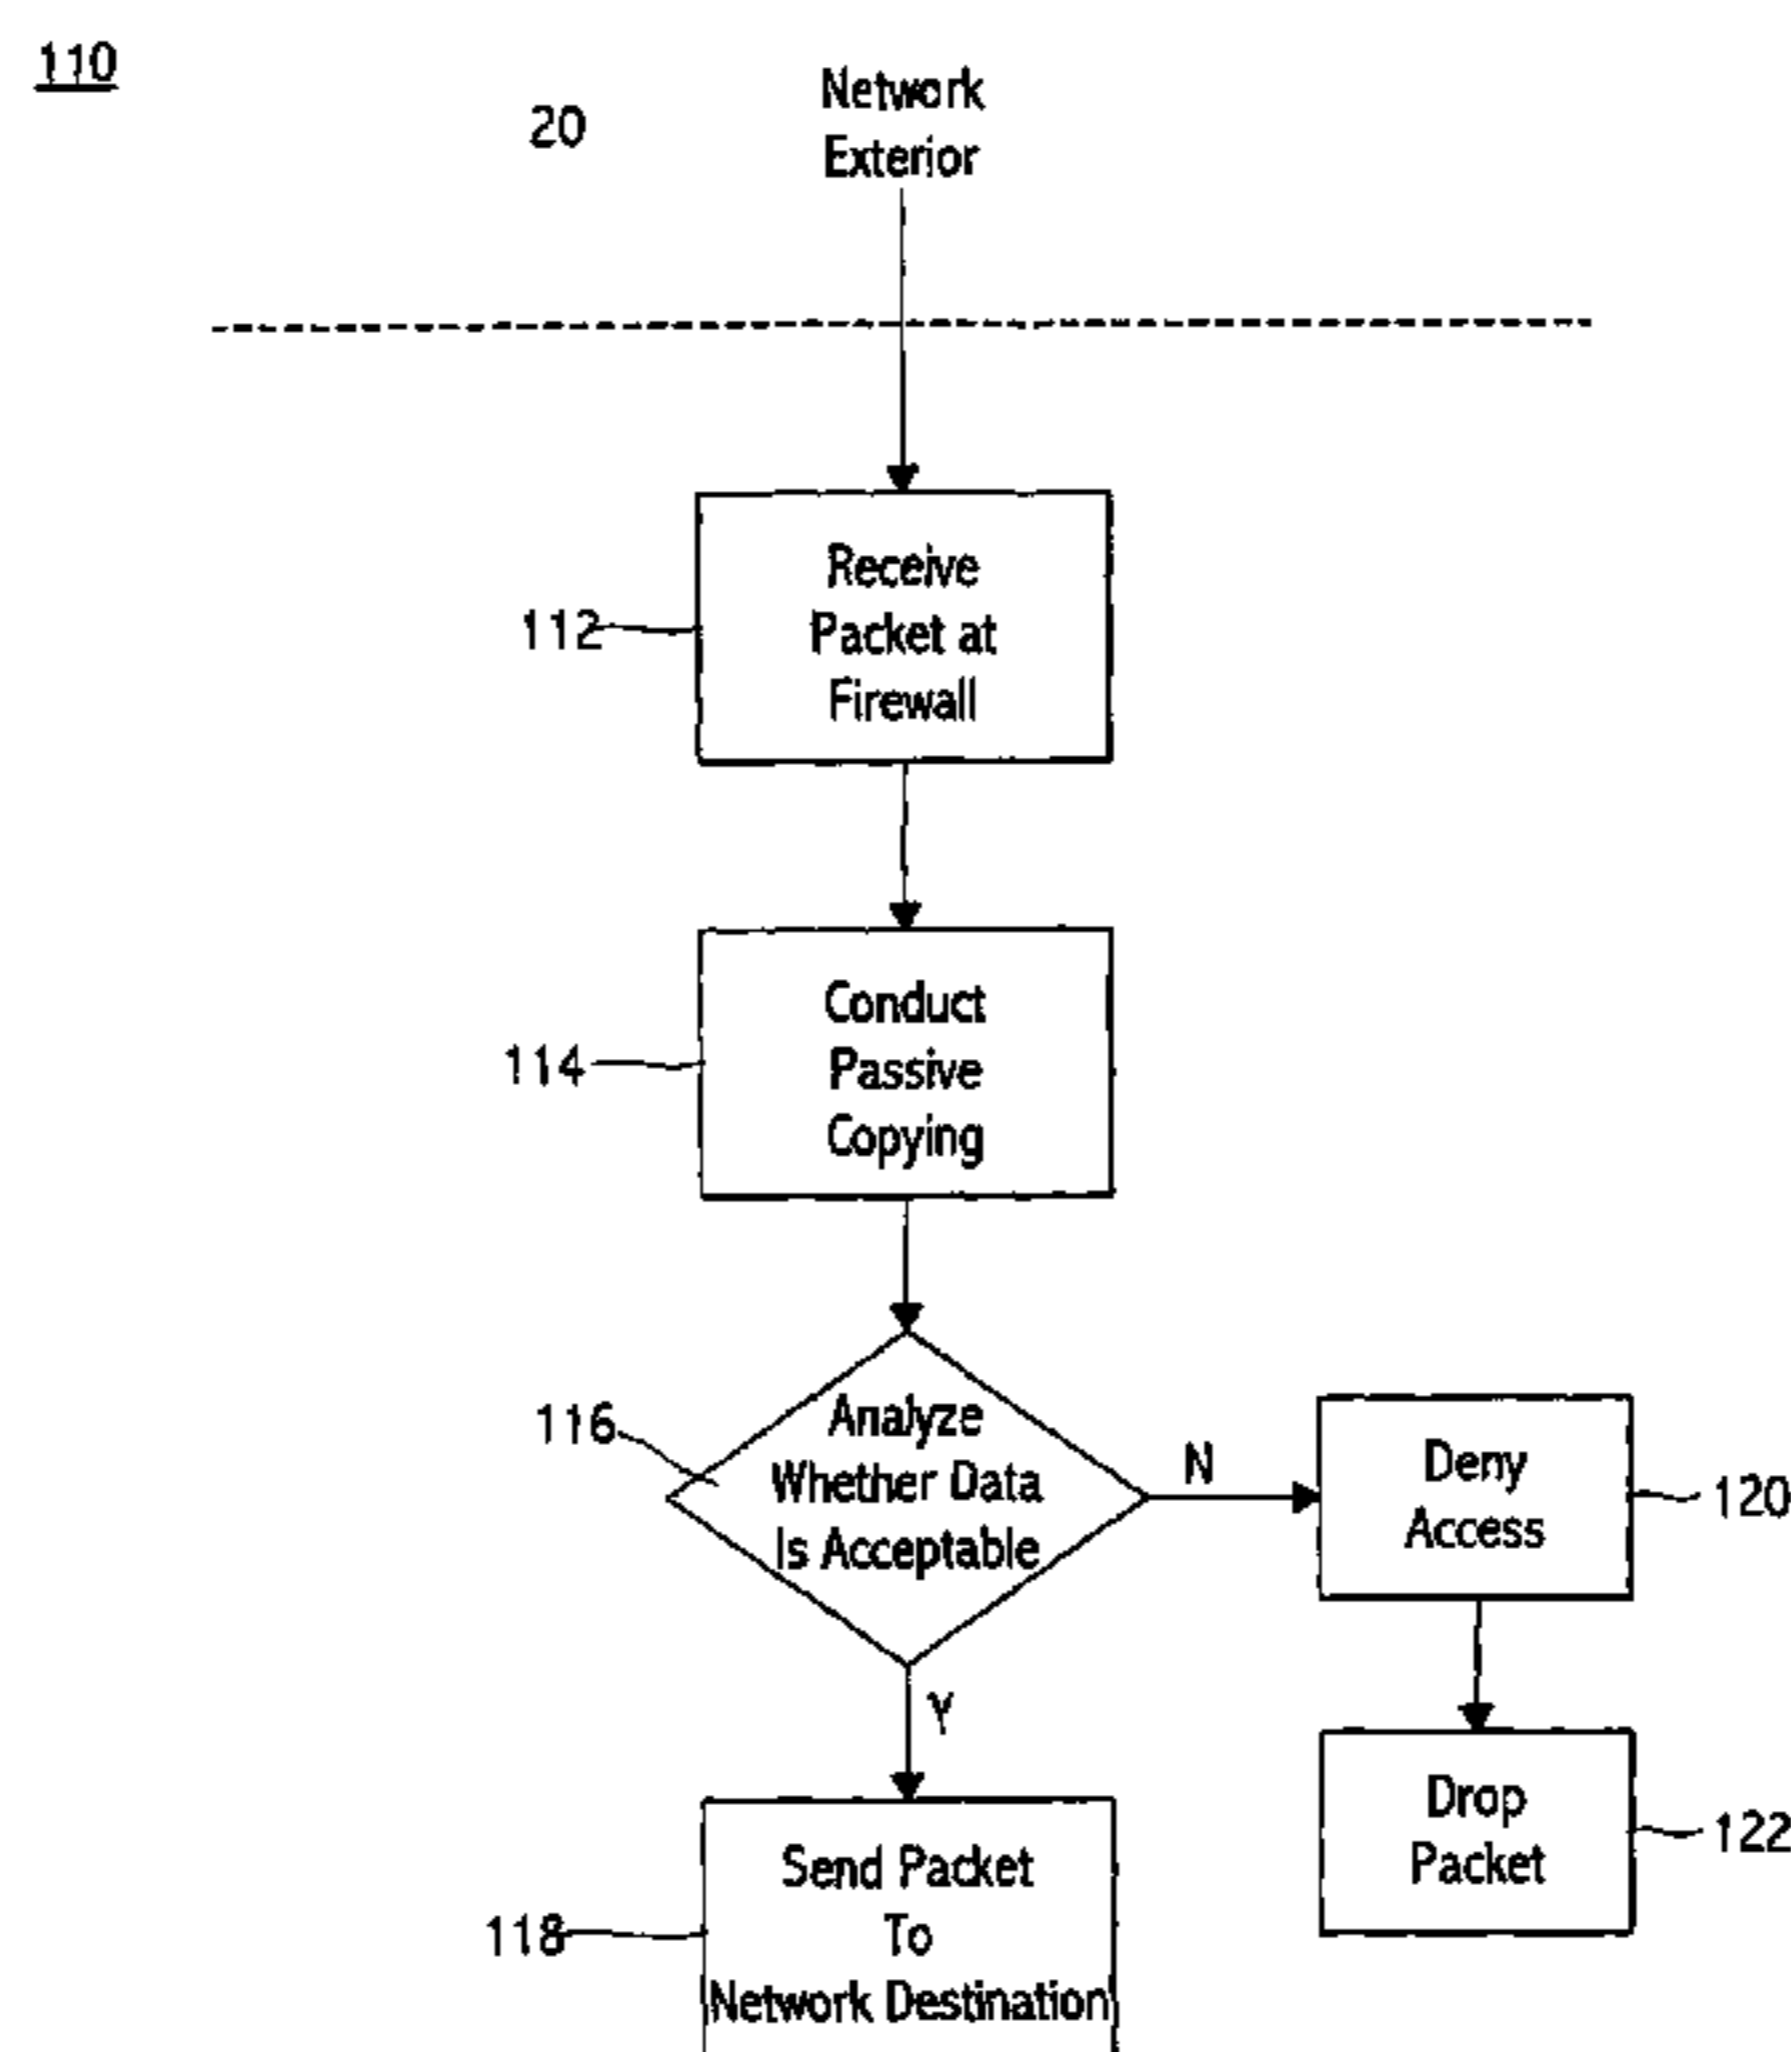 110
20
Network
Exterior
112
Receive
Packet at
Firewall
114
Conduct
Passive
Copying
116
Analyze
Whether Data
Is Acceptable
N
Deny
Access
120
Y
Drop
Packet
122
118
Send Packet
To
Network Destination